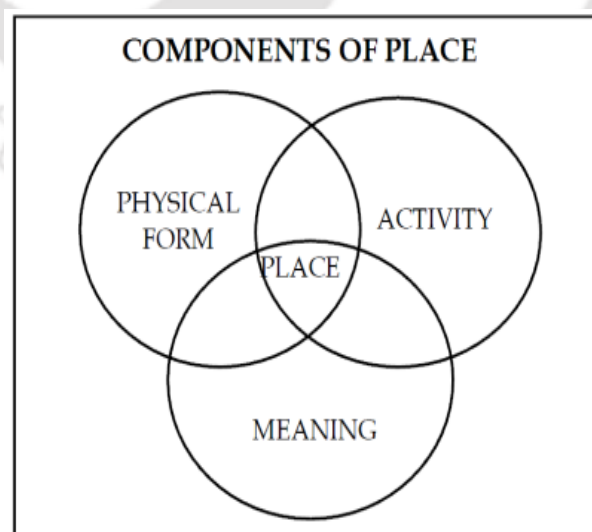 COMPONENTS OF PLACE
PHYSICAL
FORM
ACTIVITY
PLACE
MEANING